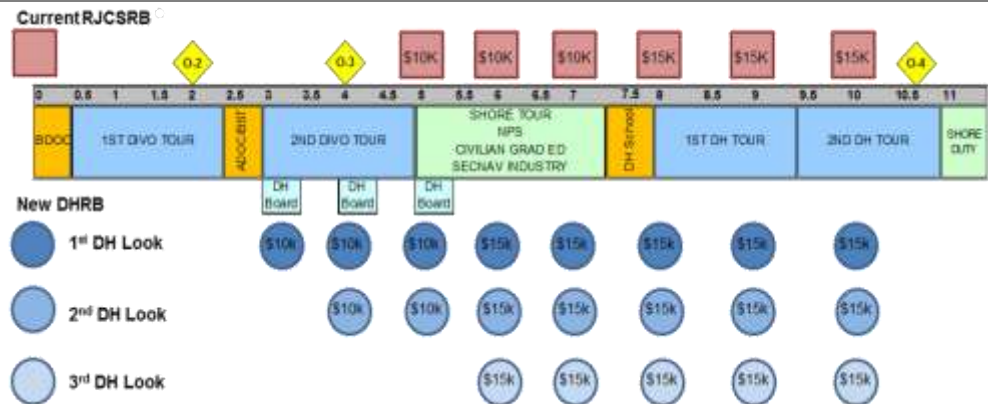 Current RJCSRB
$10K $10K $10K $15K $15K $15K
O-2 O-3 O-4
0 0.5 1 1.5 2 2.5 3 3.5 4 4.5 5 5.5 6 6.5 7 7.5 8 8.5 9 9.5 10 10.5 11
BDOC
1ST DIVO TOUR
ADOC/BST
2ND DIVO TOUR
SHORE TOUR
NPS
CIVILIAN GRAD ED
SECNAV INDUSTRY
DH School
1ST DH TOUR
2ND DH TOUR
SHORE
DUTY
DH
Board
DH
Board
DH
Board
New DHRB
1st DH Look
$10k $10k $10k $15k $15k $15k $15k $15k
2nd DH Look
$10k $10k $15k $15k $15k $15k $15k
3rd DH Look
$15k $15k $15k $15k $15k